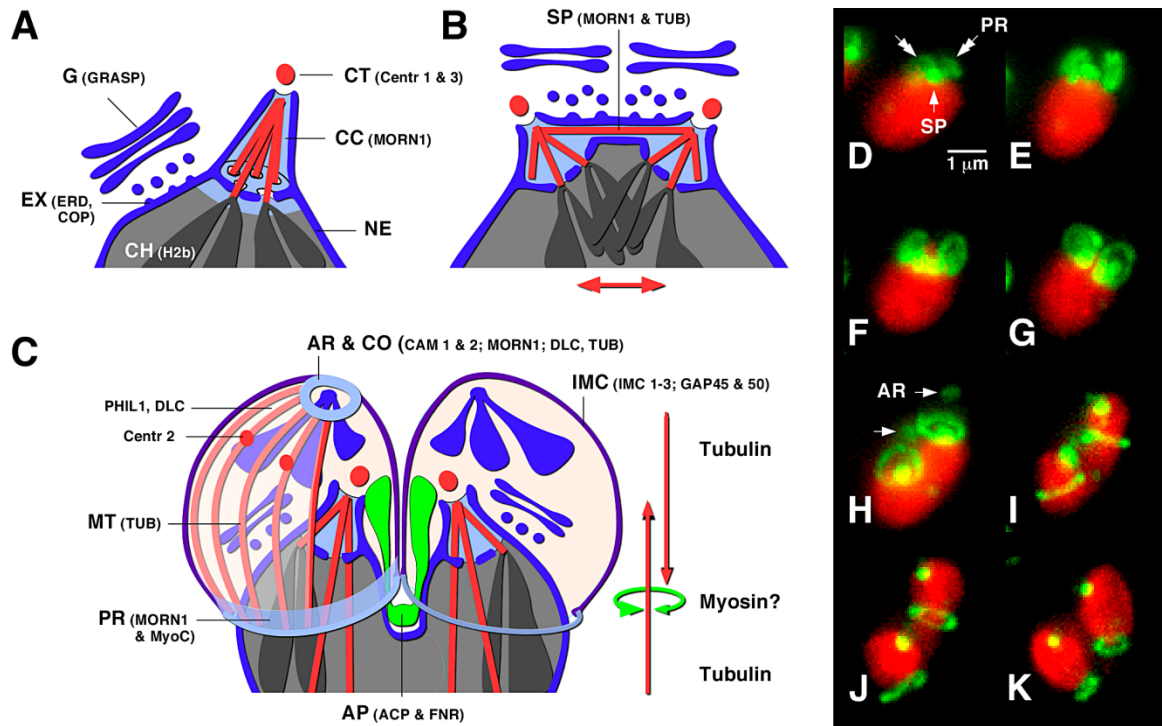 A
G (GRASP)
CT (Centr 1 & 3)
CC (MORN1)
EX (ERD,
COP)
NE
CH (H2b)
B
SP (MORN1 & TUB)
C
AR & CO (CAM 1 & 2; MORN1; DLC, TUB)
IMC (IMC 1-3; GAP45 & 50)
PHIL1, DLC
Centr 2
MT (TUB)
PR (MORN1
& MyoC)
AP (ACP & FNR)
Tubulin
Myosin?
Tubulin
PR
SP
D
1 µm
E
F
G
AR
H
I
J
K